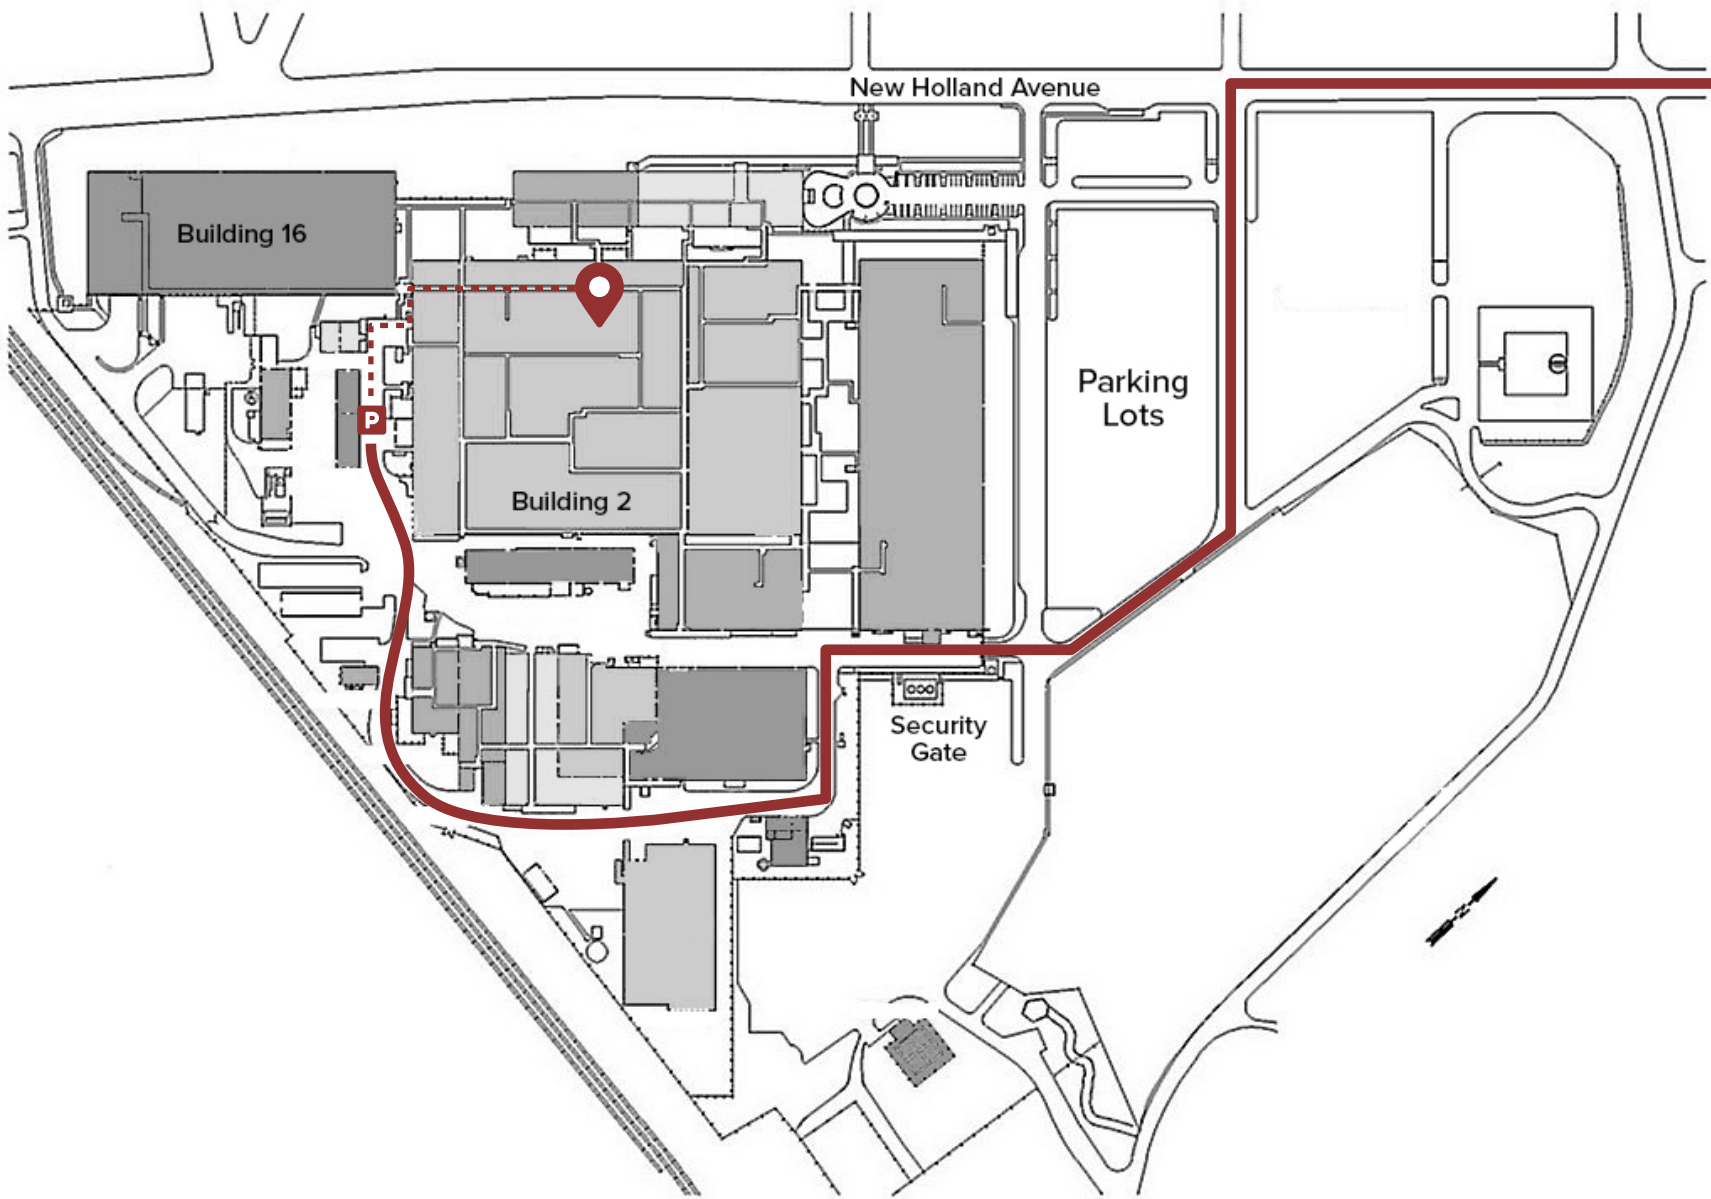 New Holland Avenue
Building 16
Parking
Lots
P
Building 2
Security
Gate
N